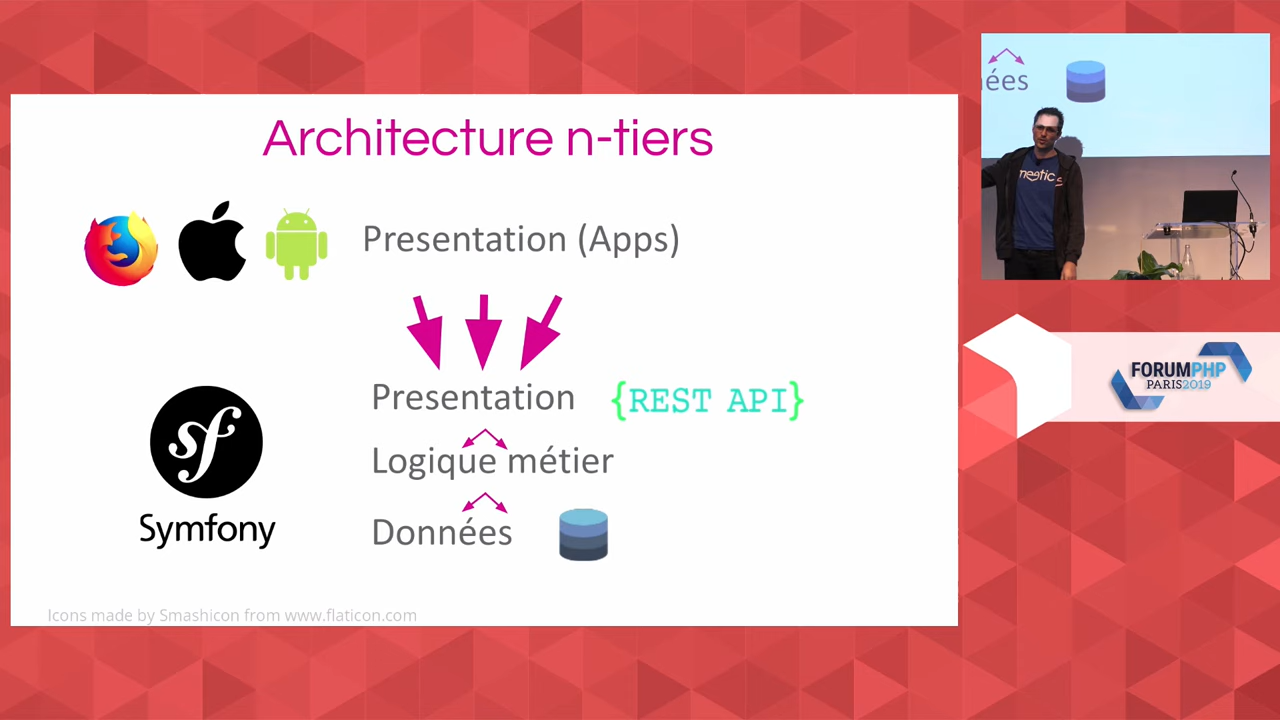 Architecture n-tiers
Presentation (Apps)
Presentation
{REST API}
Logique métier
Données
Symfony
Icons made by Smashicon from www.flaticon.com
ées
meetic
FORUMPHP
PARIS2019